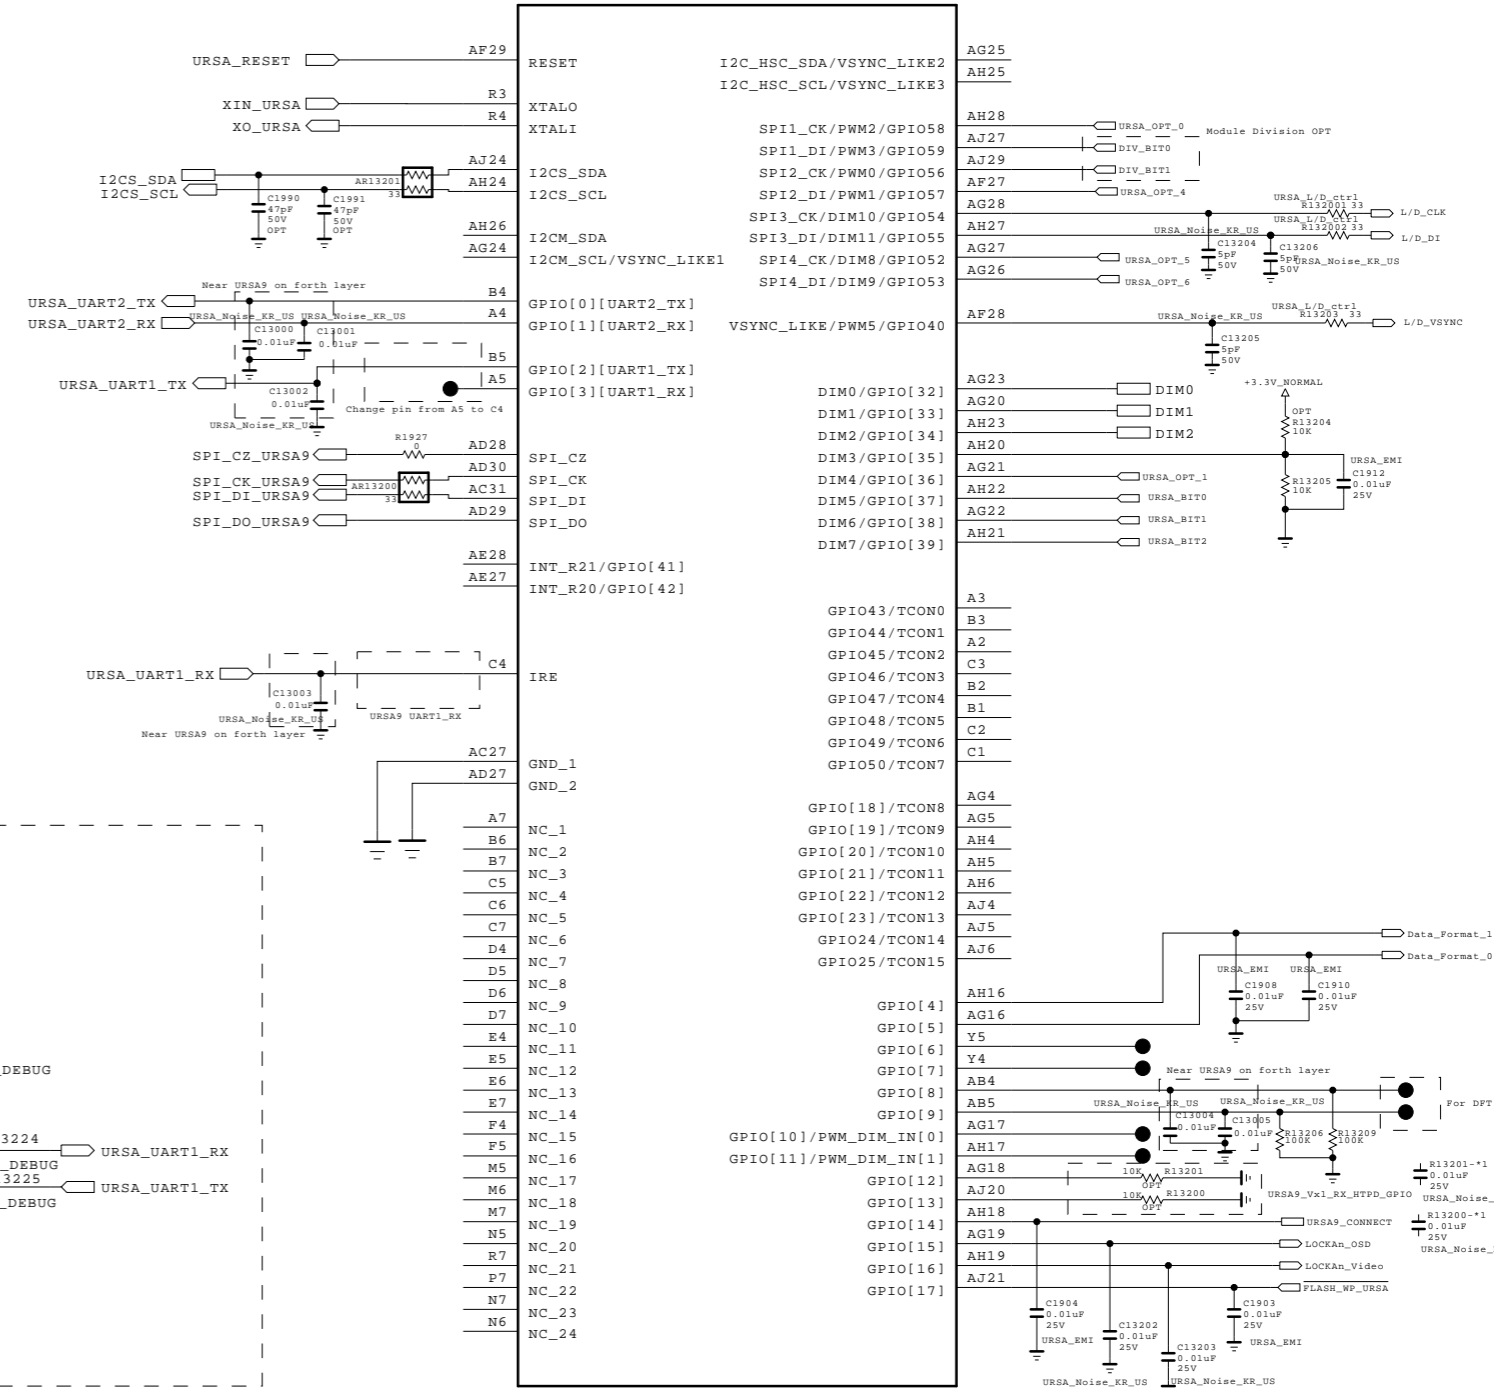 URSA_RESET
AF29
RESET
XIN_URSA
R3
XTALO
XO_URSA
R4
XTALI
I2CS_SDA
AJ24
I2CS_SDA
I2CS_SCL
AH24
I2CS_SCL
AR13201
33
C1990
47pF
50V
OPT
C1991
47pF
50V
OPT
AH26
I2CM_SDA
AG24
I2CM_SCL/VSYNC_LIKE1
Near URSA9 on forth layer
URSA_UART2_TX
B4
GPIO[0][UART2_TX]
URSA_UART2_RX
A4
GPIO[1][UART2_RX]
URSA_Noise_KR_US
URSA_Noise_KR_US
C13000
0.01uF
C13001
0.01uF
B5
GPIO[2][UART1_TX]
URSA_UART1_TX
A5
GPIO[3][UART1_RX]
C13002
0.01uF
Change pin from A5 to C4
URSA_Noise_KR_US
R1927
0
SPI_CZ_URSA9
AD28
SPI_CZ
SPI_CK_URSA9
AD30
SPI_CK
SPI_DI_URSA9
AR13200
33
AC31
SPI_DI
SPI_DO_URSA9
AD29
SPI_DO
AE28
INT_R21/GPIO[41]
AE27
INT_R20/GPIO[42]
URSA_UART1_RX
C4
IRE
C13003
0.01uF
URSA_Noise_KR_US
URSA9 UART1_RX
Near URSA9 on forth layer
AC27
GND_1
AD27
GND_2
A7
NC_1
B6
NC_2
B7
NC_3
C5
NC_4
C6
NC_5
C7
NC_6
D4
NC_7
D5
NC_8
D6
NC_9
D7
NC_10
E4
NC_11
E5
NC_12
E6
NC_13
E7
NC_14
F4
NC_15
F5
NC_16
M5
NC_17
M6
NC_18
M7
NC_19
N5
NC_20
R7
NC_21
P7
NC_22
N7
NC_23
N6
NC_24
_DEBUG
3224
URSA_UART1_RX
_DEBUG
3225
URSA_UART1_TX
_DEBUG
I2C_HSC_SDA/VSYNC_LIKE2
AG25
I2C_HSC_SCL/VSYNC_LIKE3
AH25
SPI1_CK/PWM2/GPIO58
AH28
URSA_OPT_0
Module Division OPT
SPI1_DI/PWM3/GPIO59
AJ27
DIV_BIT0
SPI2_CK/PWM0/GPIO56
AJ29
DIV_BIT1
SPI2_DI/PWM1/GPIO57
AF27
URSA_OPT_4
SPI3_CK/DIM10/GPIO54
AG28
URSA_L/D_ctrl
R132001 33
L/D_CLK
SPI3_DI/DIM11/GPIO55
AH27
URSA_L/D_ctrl
R132002 33
L/D_DI
URSA_Noise_KR_US
C13204
5pF
50V
C13206
5pF
50V
URSA_Noise_KR_US
SPI4_CK/DIM8/GPIO52
AG27
URSA_OPT_5
SPI4_DI/DIM9/GPIO53
AG26
URSA_OPT_6
VSYNC_LIKE/PWM5/GPIO40
AF28
URSA_Noise_KR_US
URSA_L/D_ctrl
R13203 33
L/D_VSYNC
C13205
5pF
50V
DIM0/GPIO[32]
AG23
DIM0
DIM1/GPIO[33]
AG20
DIM1
DIM2/GPIO[34]
AH23
DIM2
DIM3/GPIO[35]
AH20
+3.3V_NORMAL
OPT
R13204
10K
R13205
10K
URSA_EMI
C1912
0.01uF
25V
DIM4/GPIO[36]
AG21
URSA_OPT_1
DIM5/GPIO[37]
AH22
URSA_BIT0
DIM6/GPIO[38]
AG22
URSA_BIT1
DIM7/GPIO[39]
AH21
URSA_BIT2
GPIO43/TCON0
A3
GPIO44/TCON1
B3
GPIO45/TCON2
A2
GPIO46/TCON3
C3
GPIO47/TCON4
B2
GPIO48/TCON5
B1
GPIO49/TCON6
C2
GPIO50/TCON7
C1
GPIO[18]/TCON8
AG4
GPIO[19]/TCON9
AG5
GPIO[20]/TCON10
AH4
GPIO[21]/TCON11
AH5
GPIO[22]/TCON12
AH6
GPIO[23]/TCON13
AJ4
GPIO24/TCON14
AJ5
GPIO25/TCON15
AJ6
Data_Format_1
Data_Format_0
URSA_EMI
URSA_EMI
C1908
0.01uF
25V
C1910
0.01uF
25V
GPIO[4]
AH16
GPIO[5]
AG16
GPIO[6]
Y5
GPIO[7]
Y4
Near URSA9 on forth layer
GPIO[8]
AB4
GPIO[9]
AB5
For DFT
URSA_Noise_KR_US
URSA_Noise_KR_US
C13004
0.01uF
C13005
0.01uF
R13206
100K
R13209
100K
GPIO[10]/PWM_DIM_IN[0]
AG17
GPIO[11]/PWM_DIM_IN[1]
AH17
GPIO[12]
AG18
10K
R13201
OPT
GPIO[13]
AJ20
10K
R13200
OPT
URSA9_Vx1_RX_HTPD_GPIO
R13201-*1
0.01uF
25V
URSA_Noise_
R13200-*1
0.01uF
25V
URSA_Noise_
GPIO[14]
AH18
URSA9_CONNECT
GPIO[15]
AG19
LOCKAn_OSD
GPIO[16]
AH19
LOCKAn_Video
GPIO[17]
AJ21
FLASH_WP_URSA
C1904
0.01uF
25V
URSA_EMI
C13202
0.01uF
25V
URSA_Noise_KR_US
C13203
0.01uF
25V
URSA_Noise_KR_US
C1903
0.01uF
25V
URSA_EMI